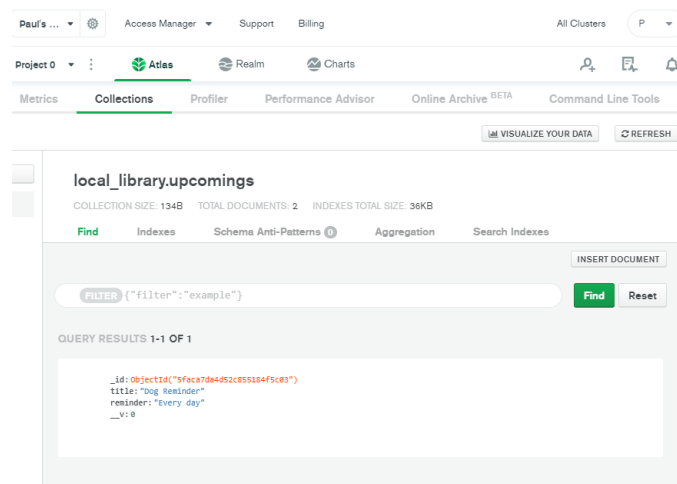 Paul's ... Access Manager Support Billing All Clusters P
Project 0 Atlas Realm Charts
Metrics Collections Profiler Performance Advisor Online Archive BETA Command Line Tools
VISUALIZE YOUR DATA REFRESH
local_library.upcomings
COLLECTION SIZE: 134B TOTAL DOCUMENTS: 2 INDEXES TOTAL SIZE: 36KB
Find Indexes Schema Anti-Patterns 0 Aggregation Search Indexes
INSERT DOCUMENT
FILTER {"filter":"example"} Find Reset
QUERY RESULTS 1-1 OF 1
_id:ObjectId("5faca7da4d52c855184f5c03")
title:"Dog Reminder"
reminder:"Every day"
__v:0